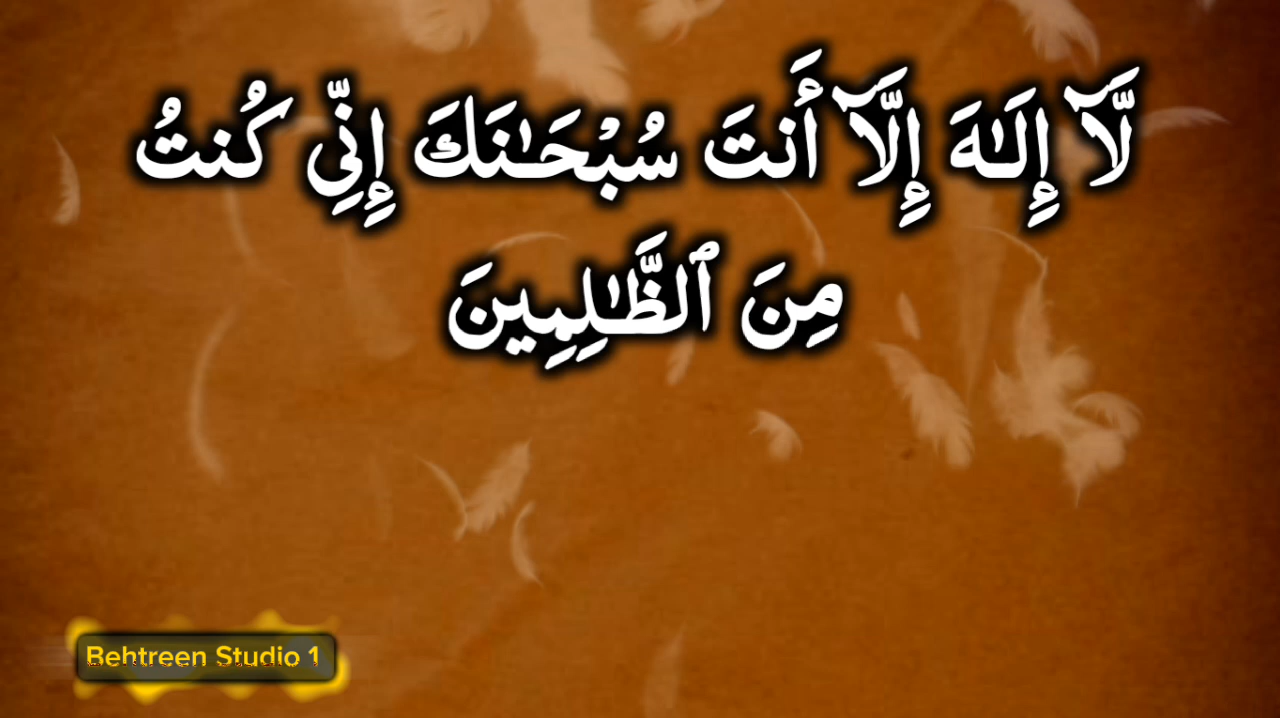 لَّآ إِلَـٰهَ إِلَّآ أَنتَ سُبْحَـٰنَكَ إِنِّي كُنتُ
مِنَ ٱلظَّـٰلِمِينَ
Behtreen Studio 1